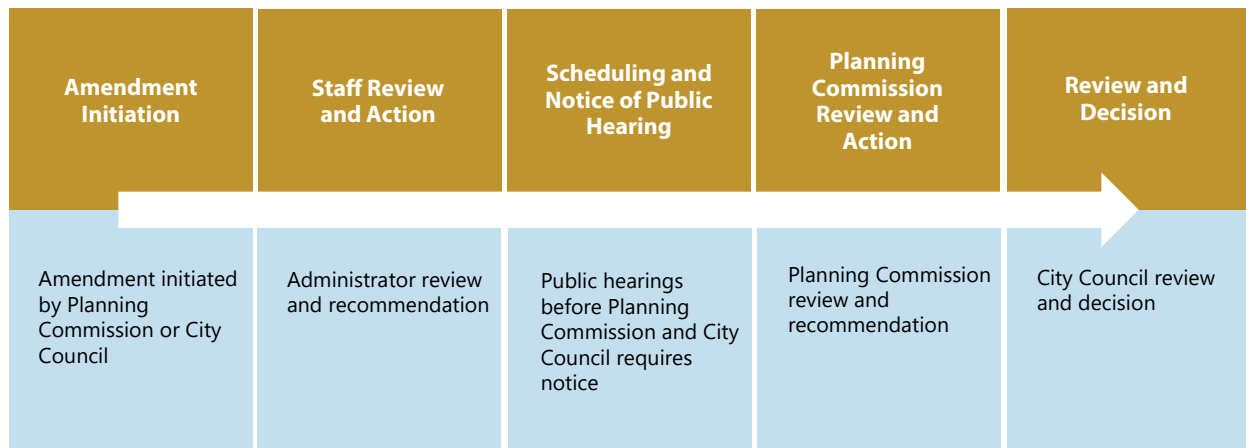 Amendment
Initiation
Staff Review
and Action
Scheduling and
Notice of Public
Hearing
Planning
Commission
Review and
Action
Review and
Decision
Amendment initiated
by Planning
Commission or City
Council
Administrator review
and recommendation
Public hearings
before Planning
Commission and City
Council requires
notice
Planning Commission
review and
recommendation
City Council review
and decision